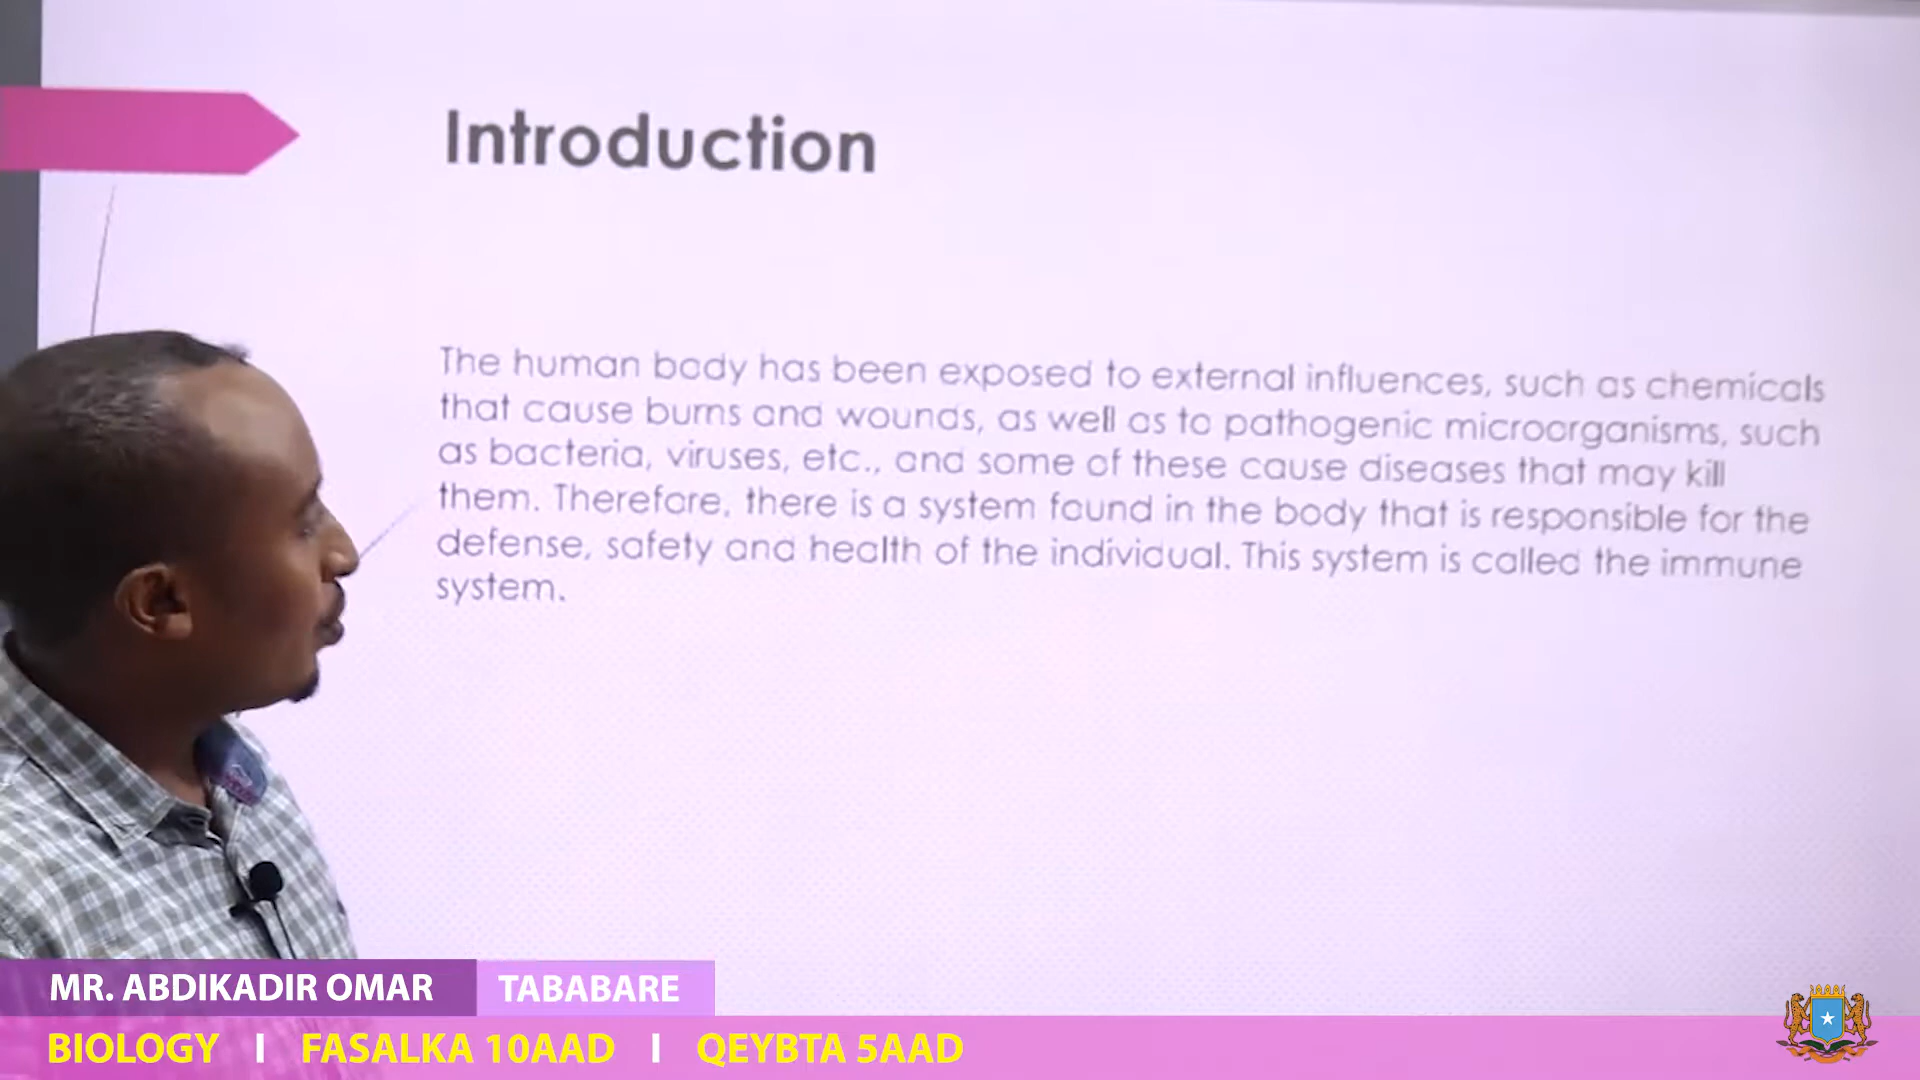 Introduction
The human body has been exposed to external influences, such as chemicals
that cause burns and wounds, as well as to pathogenic microorganisms, such
as bacteria, viruses, etc., and some of these cause diseases that may kill
them. Therefore, there is a system found in the body that is responsible for the
defense, safety and health of the individual. This system is called the immune
system.
MR. ABDIKADIR OMAR TABABARE
BIOLOGY | FASALKA 10AAD | QEYBTA 5AAD